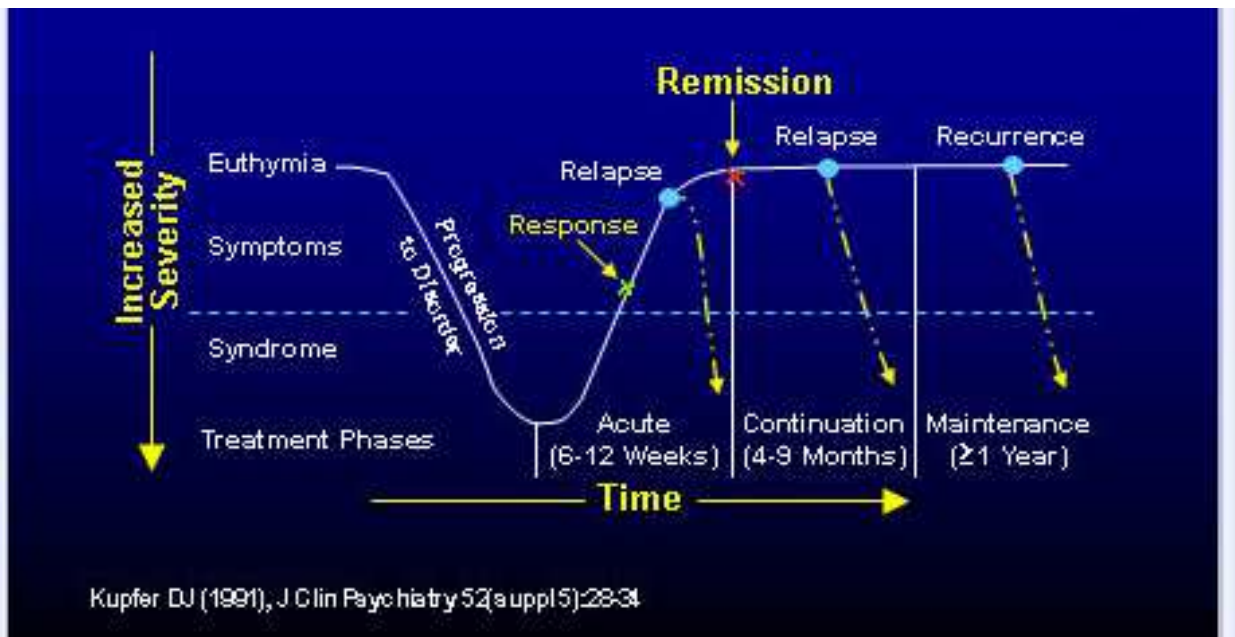 Remission
Relapse
Recurrence
Euthymia
Relapse
Response
Increased
Severity
Symptoms
Progression
to Disorder
Syndrome
Treatment Phases
Acute
(6-12 Weeks)
Continuation
(4-9 Months)
Maintenance
(≥1 Year)
Time
Kupfer DJ (1991), J Clin Psychiatry 52(suppl 5):28-34